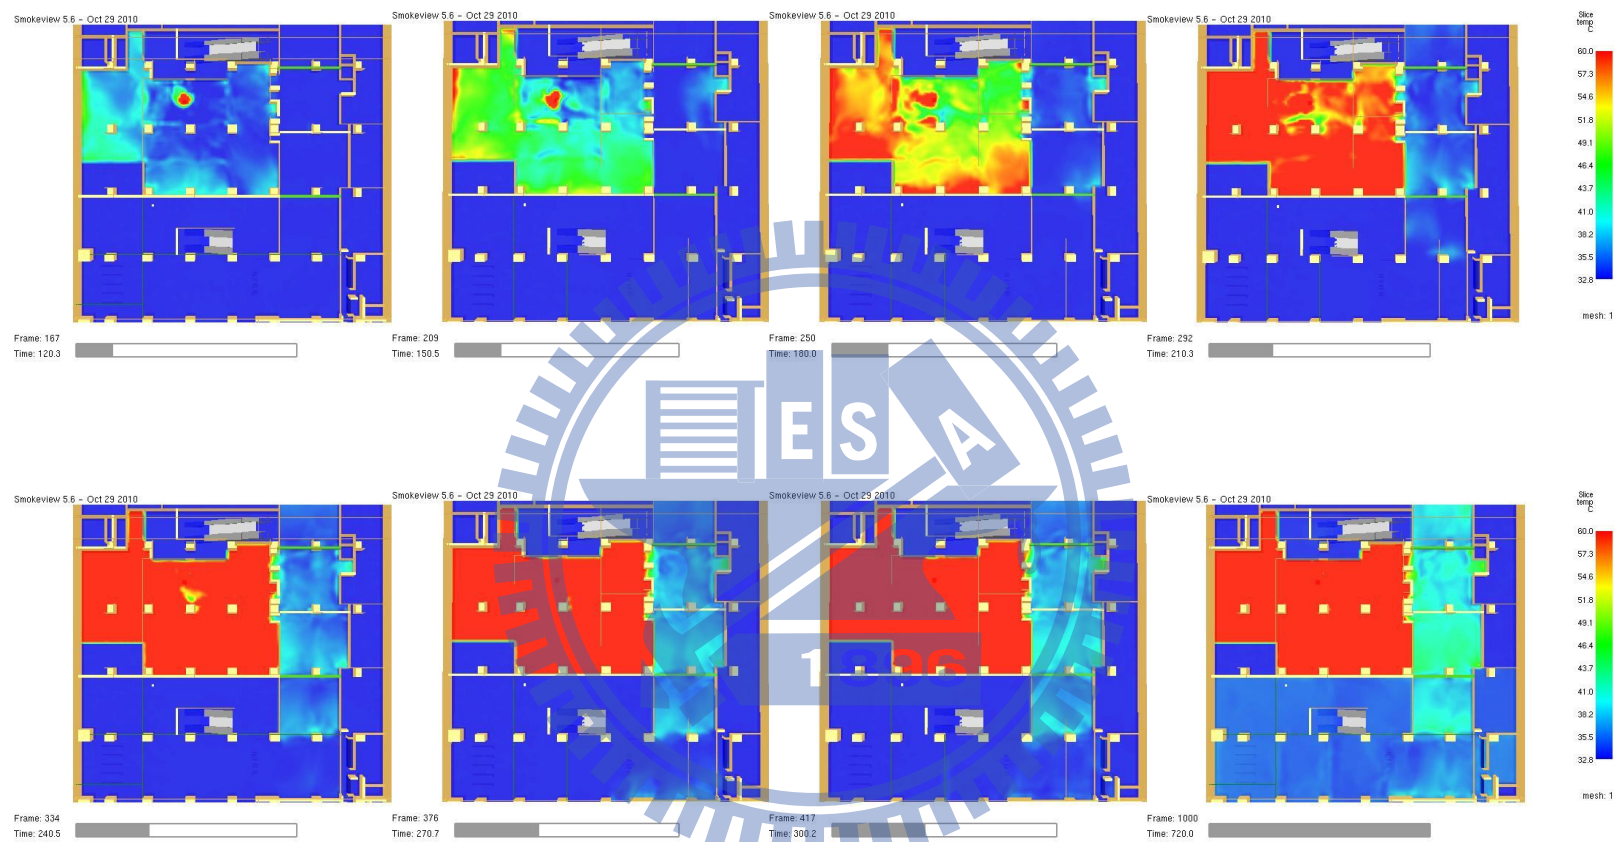 Smokeview 5.6 – Oct 29 2010
Smokeview 5.6 – Oct 29 2010
Smokeview 5.6 – Oct 29 2010
Smokeview 5.6 – Oct 29 2010
Slice
temp
C
60.0
57.3
54.6
51.8
49.1
46.4
43.7
41.0
38.2
35.5
32.8
mesh: 1
Frame: 167
Time: 120.3
Frame: 209
Time: 150.5
Frame: 250
Time: 180.0
Frame: 292
Time: 210.3
ESA
1896
Smokeview 5.6 – Oct 29 2010
Smokeview 5.6 – Oct 29 2010
Smokeview 5.6 – Oct 29 2010
Smokeview 5.6 – Oct 29 2010
Slice
temp
C
60.0
57.3
54.6
51.8
49.1
46.4
43.7
41.0
38.2
35.5
32.8
mesh: 1
Frame: 334
Time: 240.5
Frame: 376
Time: 270.7
Frame: 417
Time: 300.2
Frame: 1000
Time: 720.0